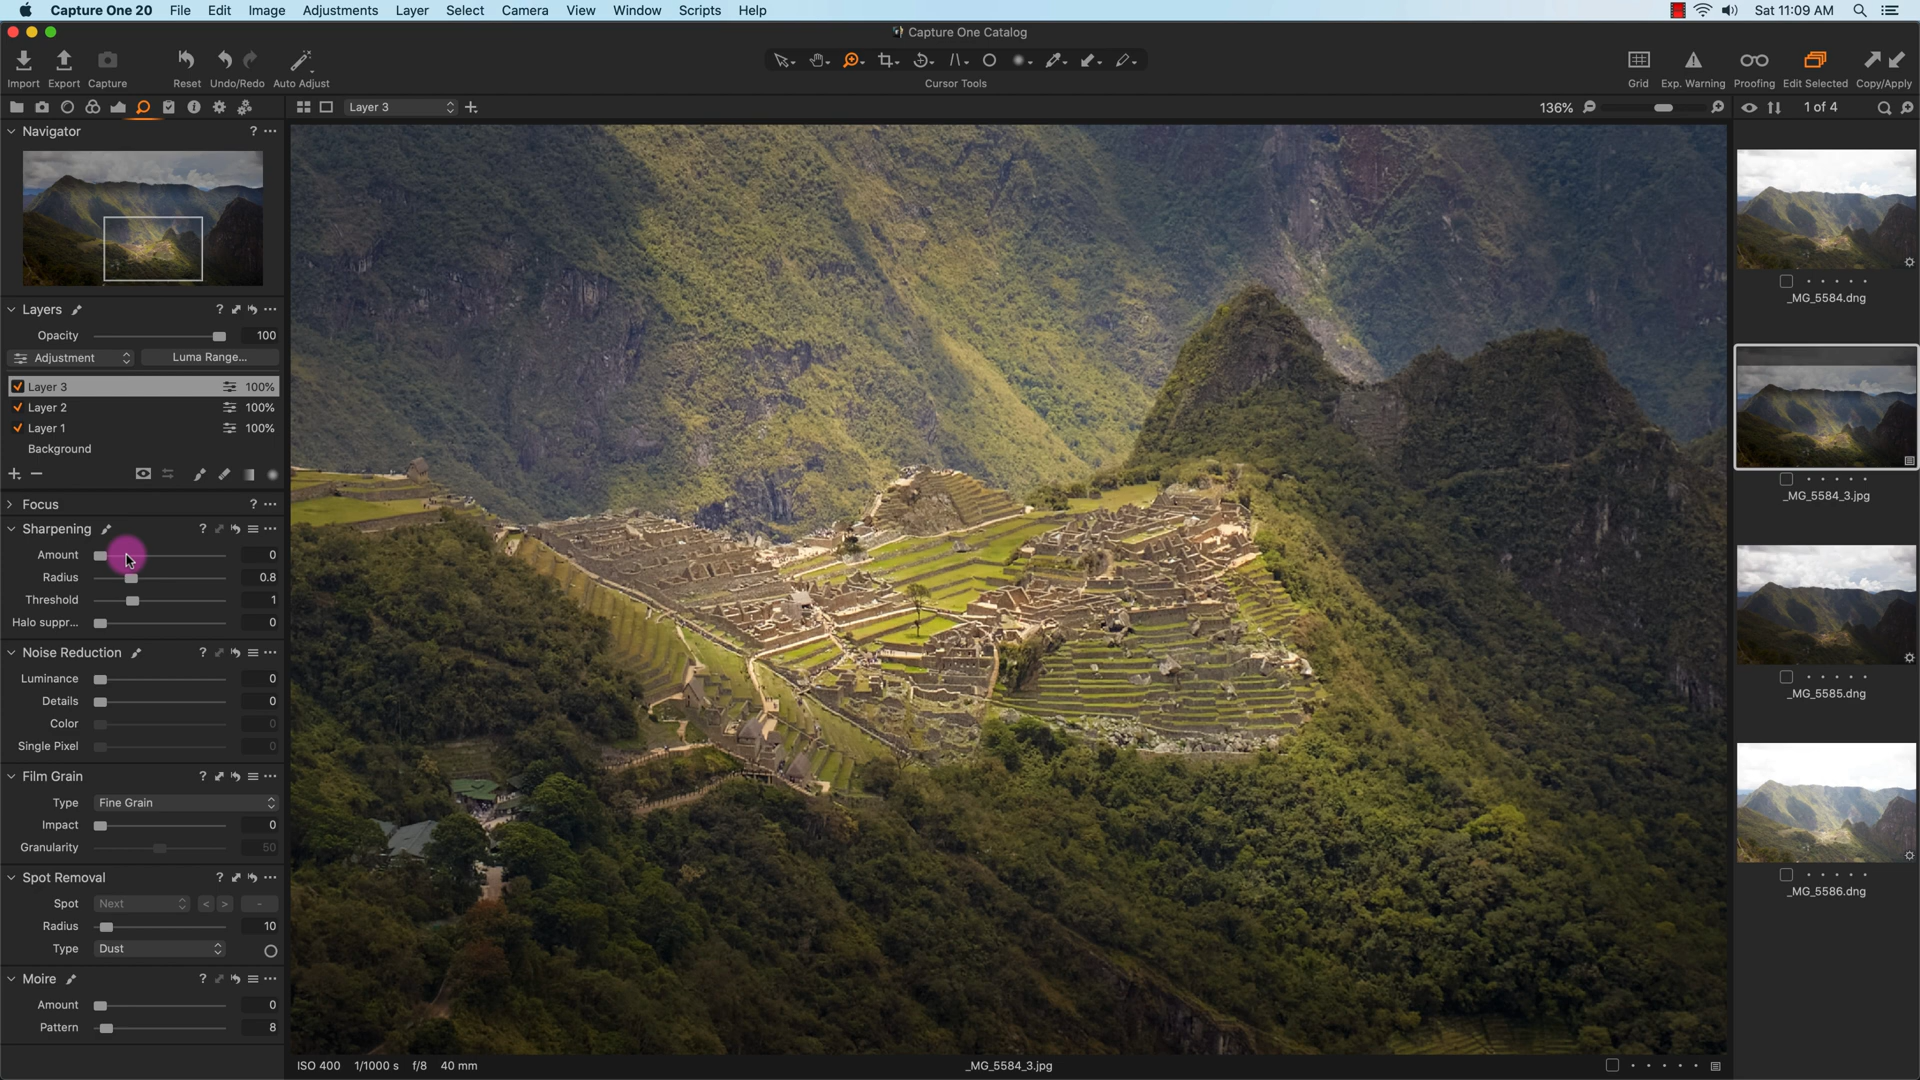 Capture One 20 File Edit Image Adjustments Layer Select Camera View Window Scripts Help Sat 11:09 AM
Capture One Catalog
Import Export Capture Reset Undo/Redo Auto Adjust Cursor Tools Grid Exp. Warning Proofing Edit Selected Copy/Apply
Layer 3 136% 1 of 4
Navigator ?
Layers ?
Opacity 100
Adjustment Luma Range...
Layer 3 100%
Layer 2 100%
Layer 1 100%
Background
Focus ?
Sharpening ?
Amount 0
Radius 0.8
Threshold 1
Halo suppr... 0
Noise Reduction ?
Luminance 0
Details 0
Color 0
Single Pixel 0
Film Grain ?
Type Fine Grain
Impact 0
Granularity 50
Spot Removal ?
Spot Next < > -
Radius 10
Type Dust
Moire ?
Amount 0
Pattern 8
ISO 400 1/1000 s f/8 40 mm
_MG_5584_3.jpg
_MG_5584.dng
_MG_5584_3.jpg
_MG_5585.dng
_MG_5586.dng